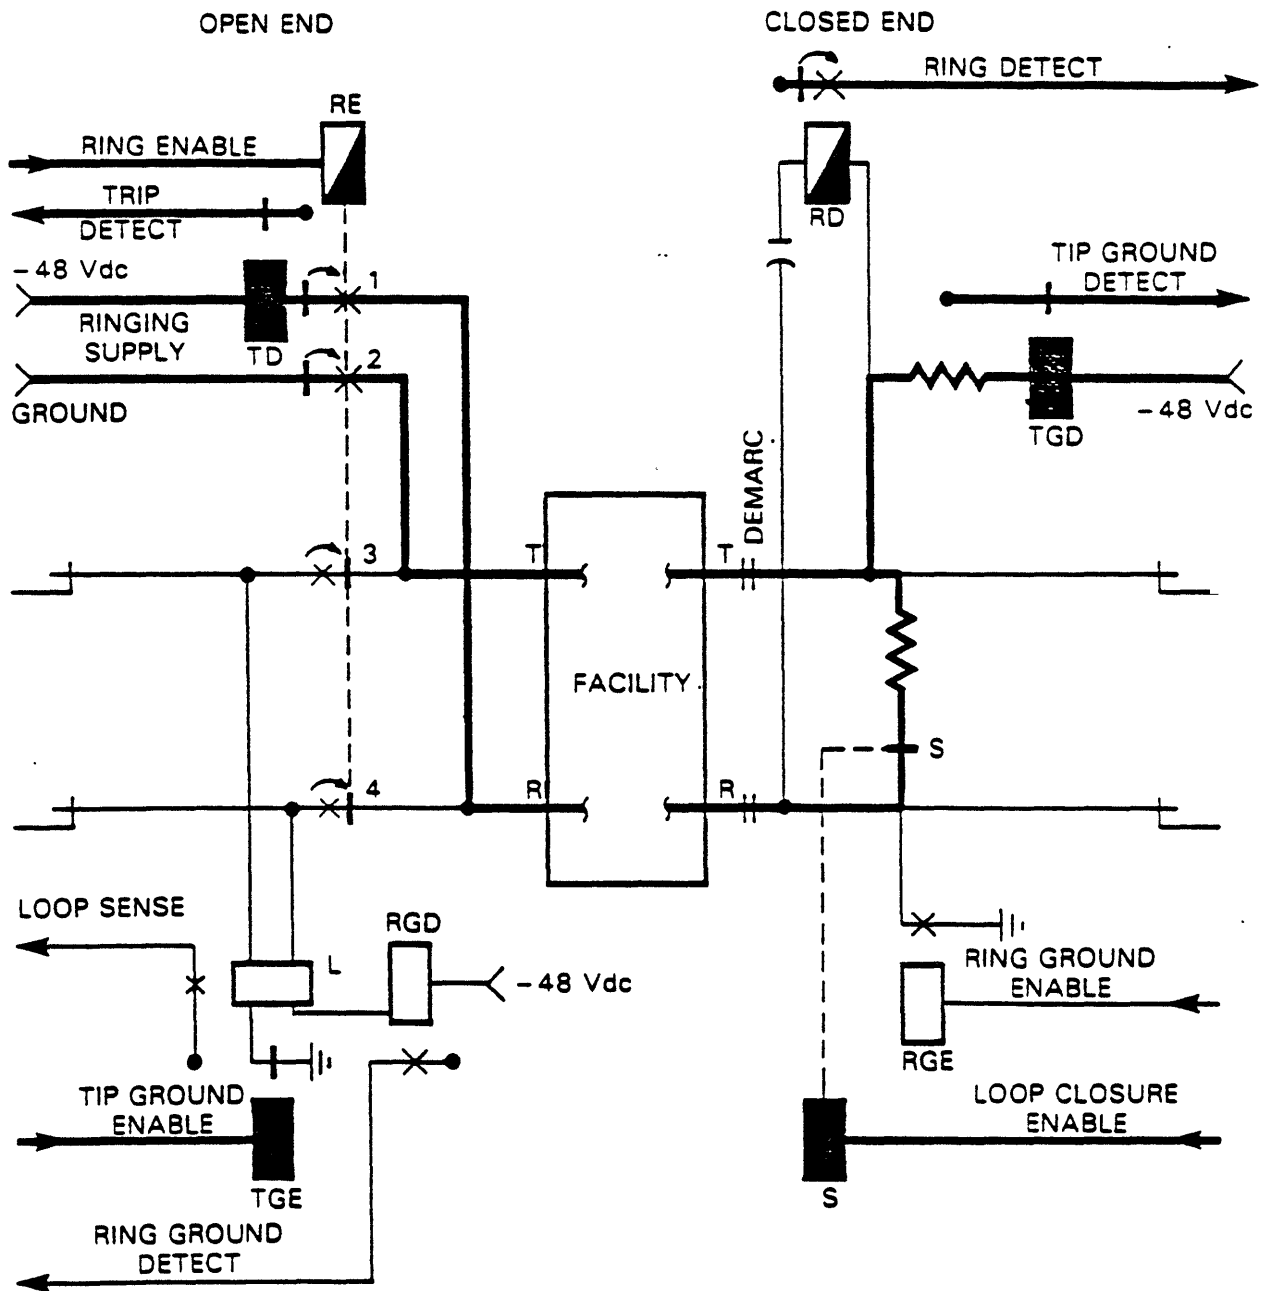 OPEN END
CLOSED END
RING DETECT
RE
RING ENABLE
TRIP
DETECT
RD
-48 Vdc
1
TIP GROUND
DETECT
RINGING
SUPPLY
TD
2
GROUND
-48 Vdc
TGD
DEMARC
3
T
T
FACILITY
S
4
R
R
LOOP SENSE
RGD
L
-48 Vdc
RING GROUND
ENABLE
RGE
TIP GROUND
ENABLE
LOOP CLOSURE
ENABLE
TGE
S
RING GROUND
DETECT